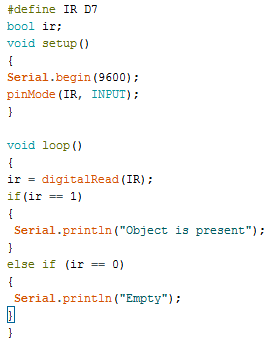 #define IR D7
bool ir;
void setup()
{
Serial.begin(9600);
pinMode(IR, INPUT);
}

void loop()
{
ir = digitalRead(IR);
if(ir == 1)
{
 Serial.println("Object is present");
}
else if (ir == 0)
{
 Serial.println("Empty");
}
}